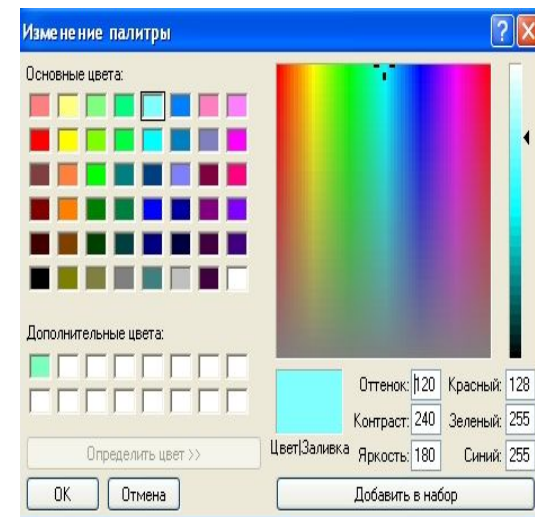 Изменение палитры
Основные цвета:
Дополнительные цвета:
Определить цвет >>
ОК Отмена
Цвет|Заливка
Оттенок: 120 Красный: 128
Контраст: 240 Зеленый: 255
Яркость: 180 Синий: 255
Добавить в набор